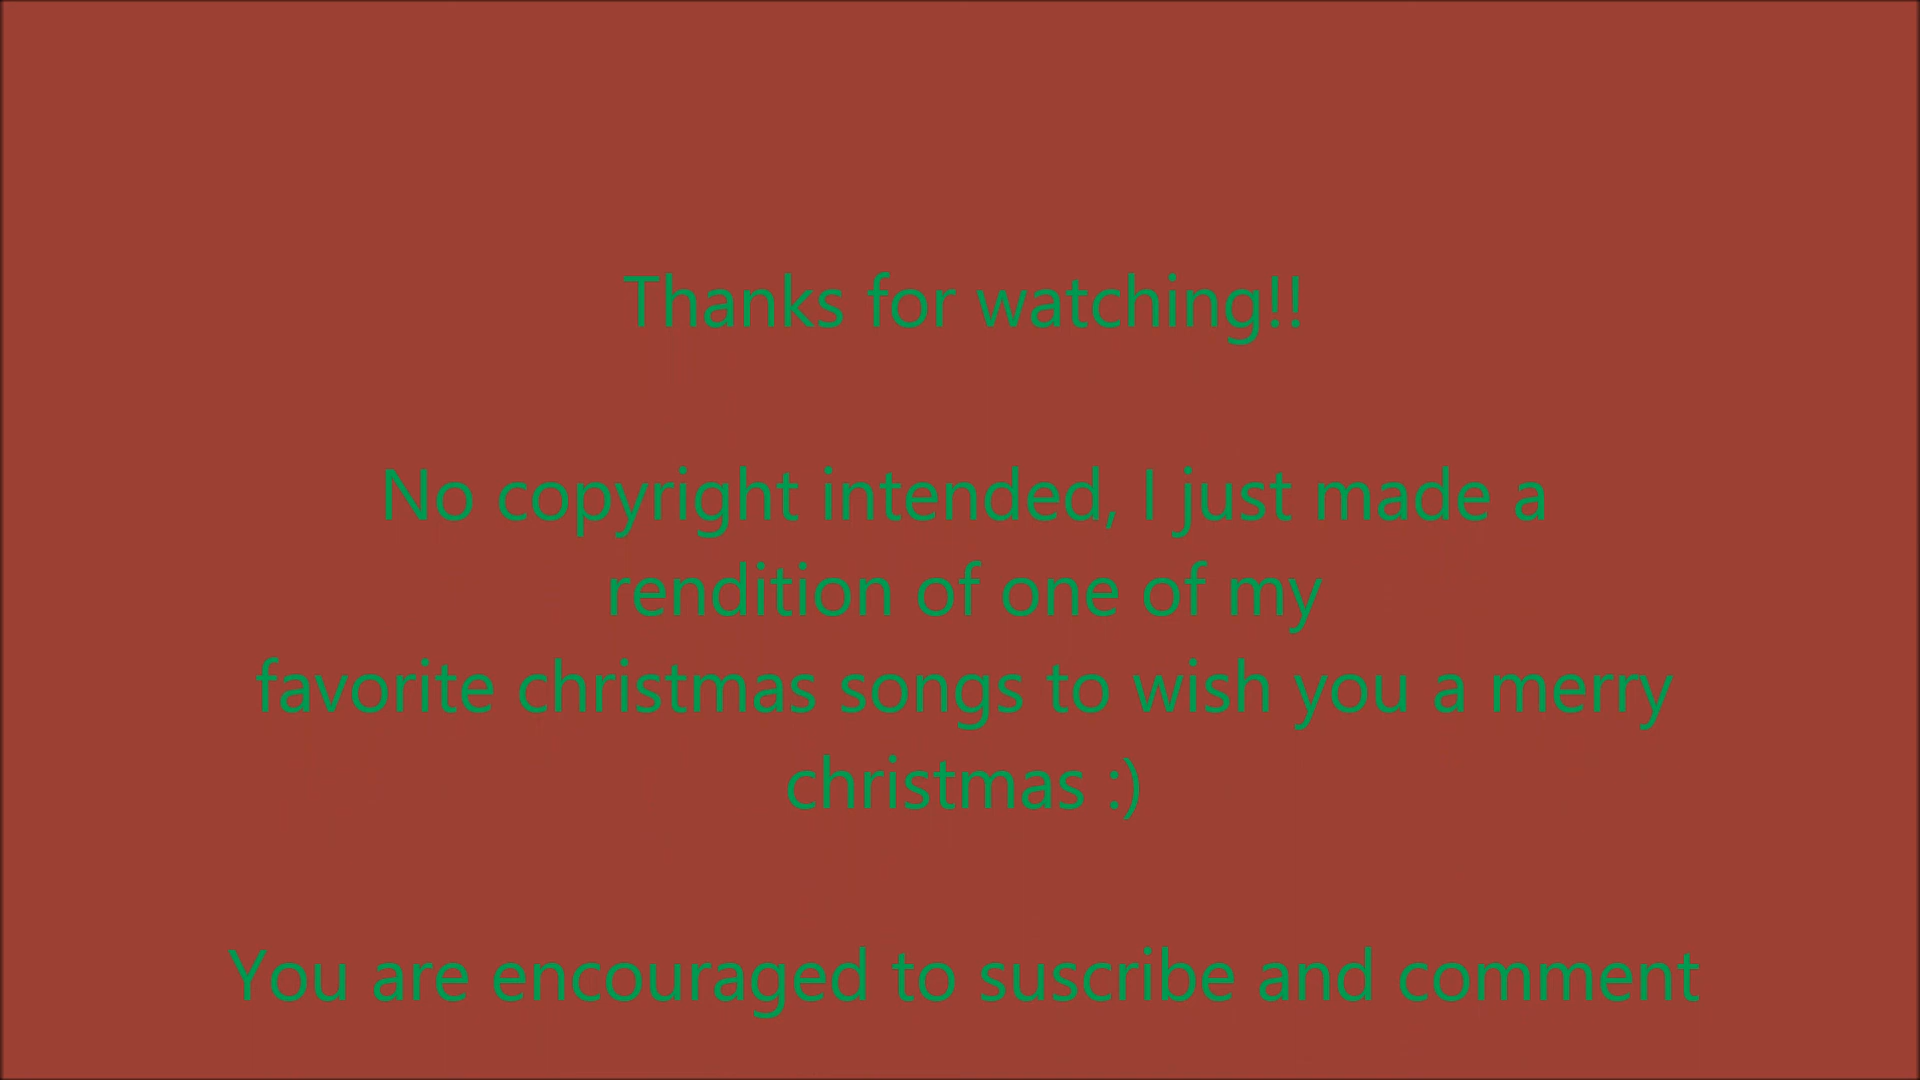 Thanks for watching!!
No copyright intended, I just made a
rendition of one of my
favorite christmas songs to wish you a merry
christmas :)
You are encouraged to suscribe and comment